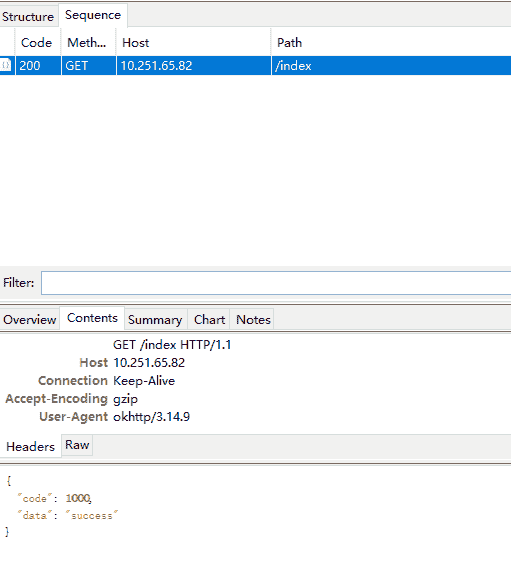 Structure Sequence
Code Meth... Host Path
200 GET 10.251.65.82 /index
Filter:
Overview Contents Summary Chart Notes
GET /index HTTP/1.1
Host 10.251.65.82
Connection Keep-Alive
Accept-Encoding gzip
User-Agent okhttp/3.14.9
Headers Raw
{
"code": 1000,
"data": "success"
}